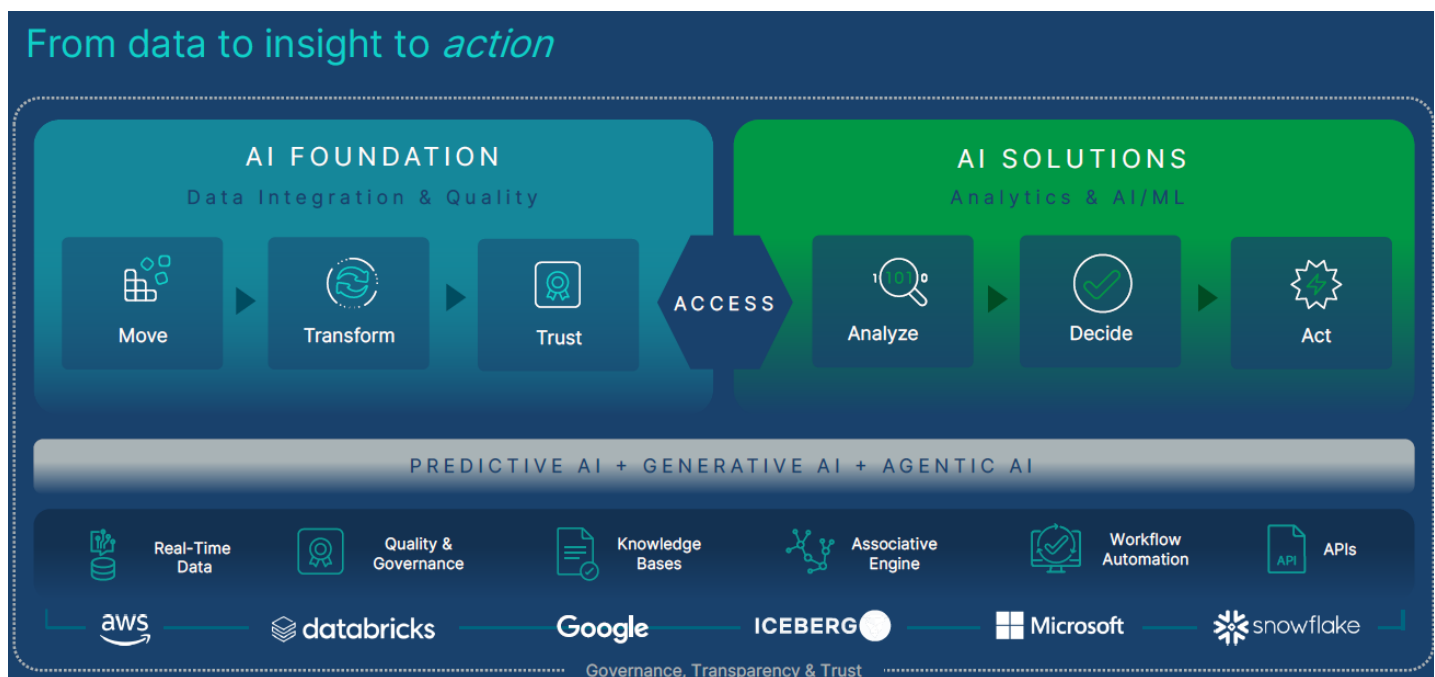 From data to insight to action
AI FOUNDATION
Data Integration & Quality
Move
Transform
Trust
ACCESS
AI SOLUTIONS
Analytics & AI/ML
101
Analyze
Decide
Act
PREDICTIVE AI + GENERATIVE AI + AGENTIC AI
Real-Time
Data
Quality &
Governance
Knowledge
Bases
Associative
Engine
Workflow
Automation
API
APIs
aws
databricks
Google
ICEBERG
Microsoft
snowflake
Governance, Transparency & Trust